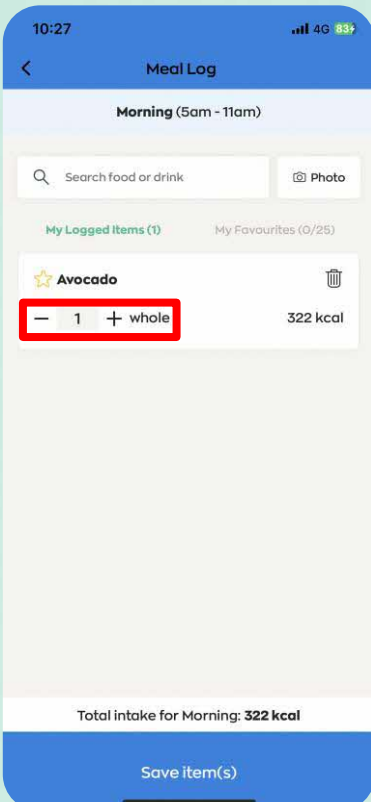 10:27 4G 83
Meal Log
Morning (5am - 11am)
Search food or drink Photo
My Logged Items (1) My Favourites (0/25)
Avocado
− 1 + whole 322 kcal
Total intake for Morning: 322 kcal
Save item(s)